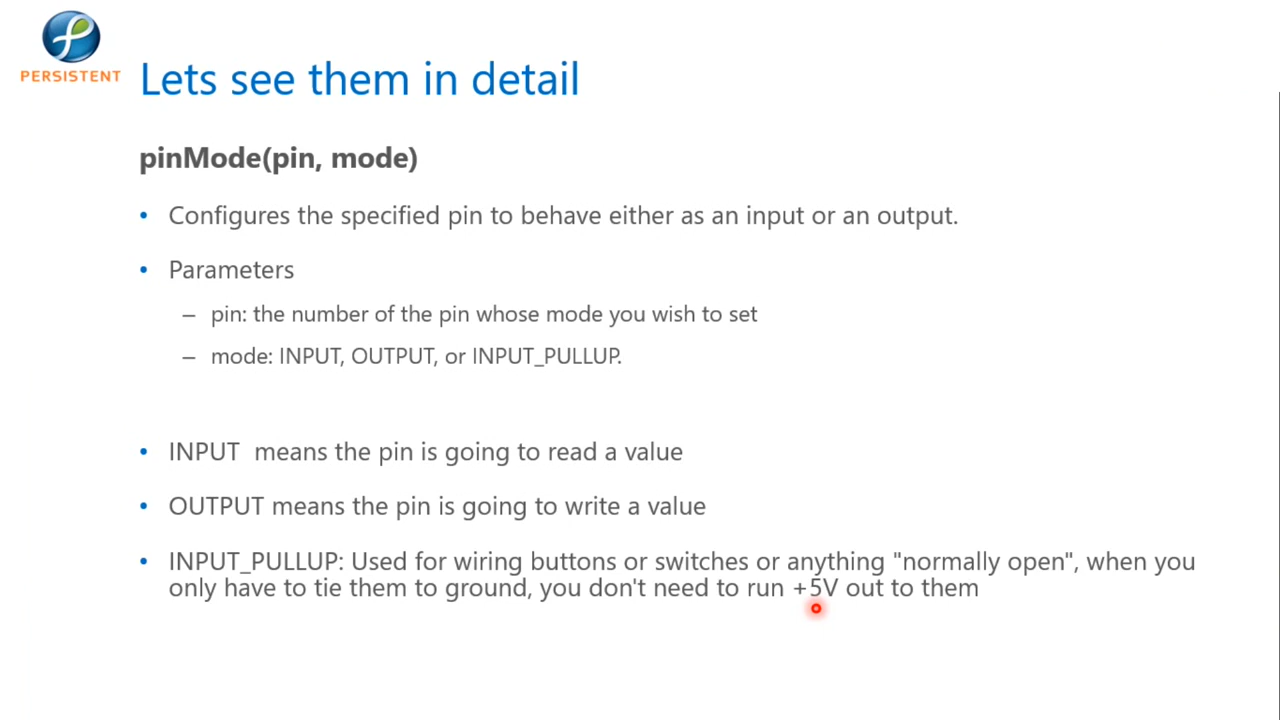 PERSISTENT
Lets see them in detail
pinMode(pin, mode)
• Configures the specified pin to behave either as an input or an output.
• Parameters
– pin: the number of the pin whose mode you wish to set
– mode: INPUT, OUTPUT, or INPUT_PULLUP.
• INPUT  means the pin is going to read a value
• OUTPUT means the pin is going to write a value
• INPUT_PULLUP: Used for wiring buttons or switches or anything "normally open", when you
only have to tie them to ground, you don't need to run +5V out to them